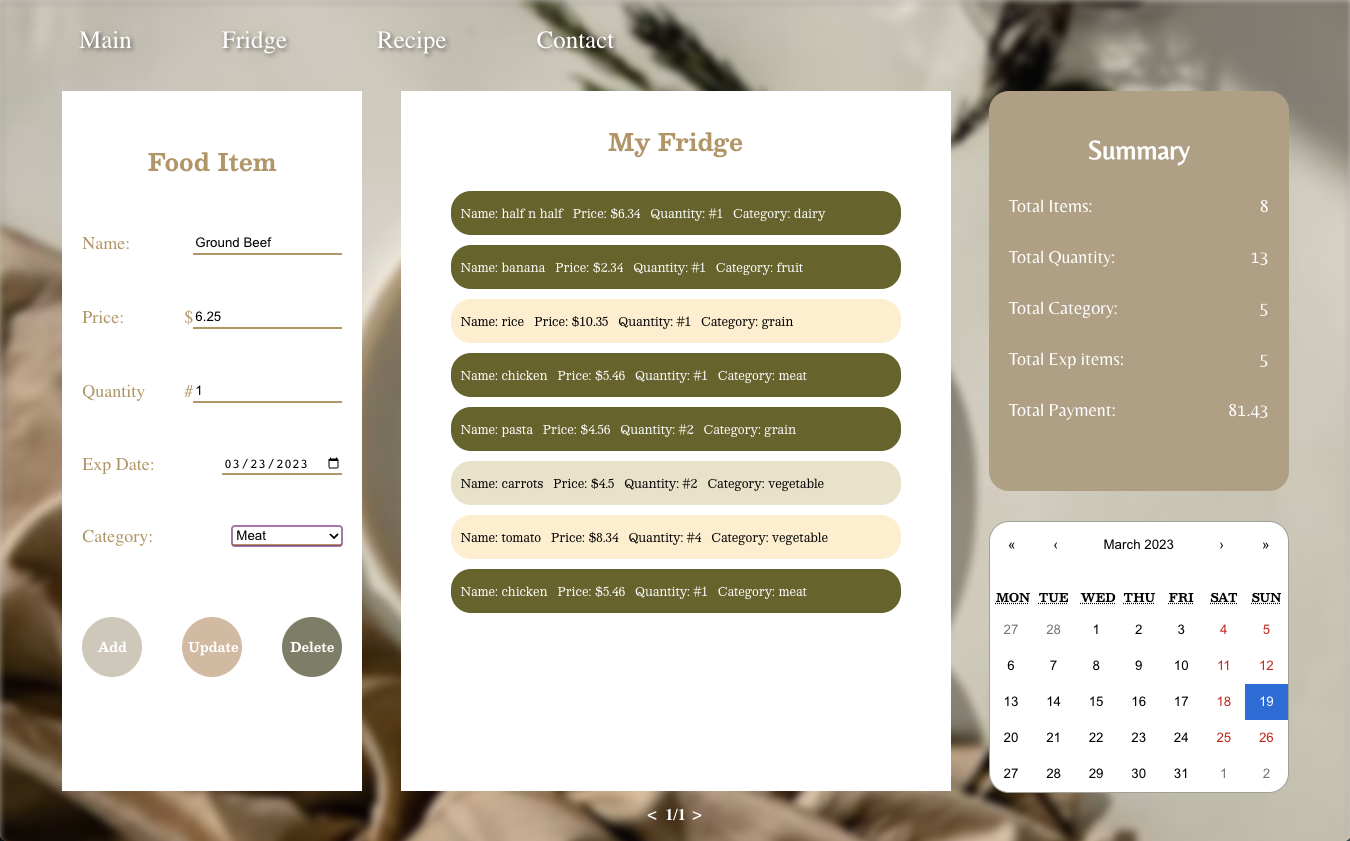 Main Fridge Recipe Contact
Food Item
Name: Ground Beef
Price: $ 6.25
Quantity # 1
Exp Date: 03/23/2023
Category: Meat
Add Update Delete
My Fridge
Name: half n half Price: $6.34 Quantity: #1 Category: dairy
Name: banana Price: $2.34 Quantity: #1 Category: fruit
Name: rice Price: $10.35 Quantity: #1 Category: grain
Name: chicken Price: $5.46 Quantity: #1 Category: meat
Name: pasta Price: $4.56 Quantity: #2 Category: grain
Name: carrots Price: $4.5 Quantity: #2 Category: vegetable
Name: tomato Price: $8.34 Quantity: #4 Category: vegetable
Name: chicken Price: $5.46 Quantity: #1 Category: meat
< 1/1 >
Summary
Total Items: 8
Total Quantity: 13
Total Category: 5
Total Exp items: 5
Total Payment: 81.43
« ‹ March 2023 › »
MON TUE WED THU FRI SAT SUN
27 28 1 2 3 4 5
6 7 8 9 10 11 12
13 14 15 16 17 18 19
20 21 22 23 24 25 26
27 28 29 30 31 1 2